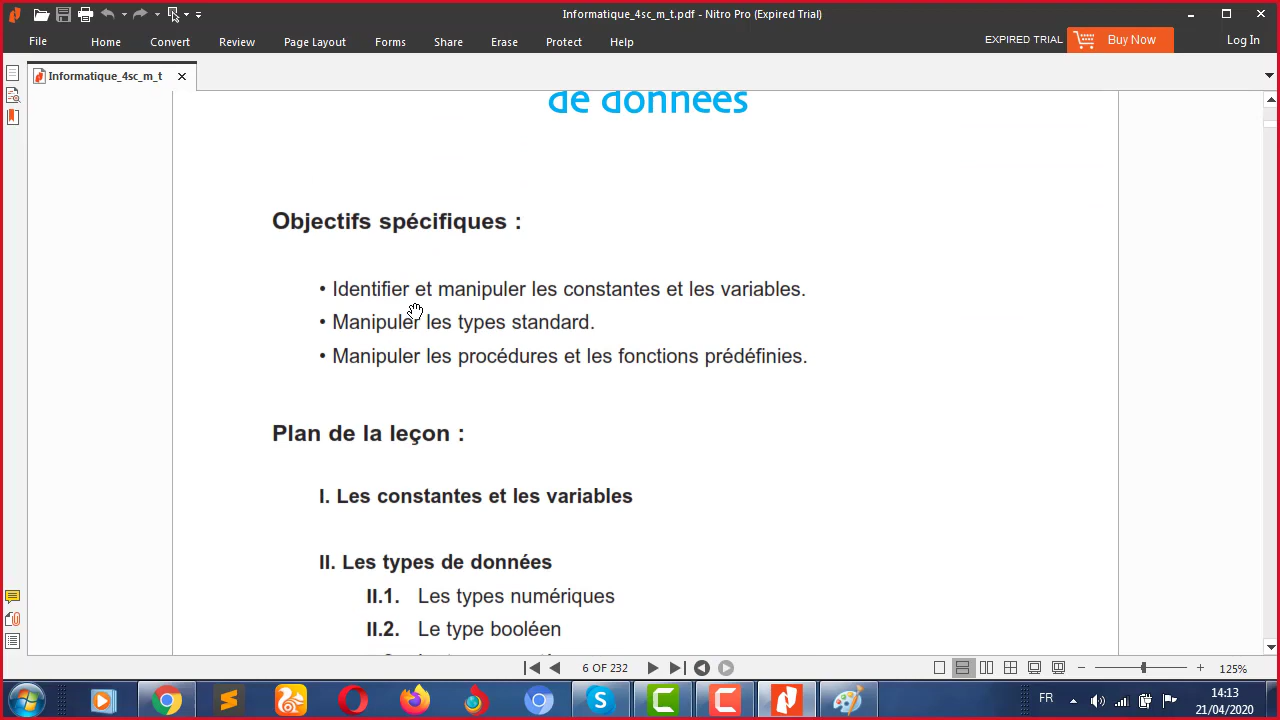 Informatique_4sc_m_t.pdf - Nitro Pro (Expired Trial)
File Home Convert Review Page Layout Forms Share Erase Protect Help EXPIRED TRIAL Buy Now Log In
Informatique_4sc_m_t
de données
Objectifs spécifiques :
• Identifier et manipuler les constantes et les variables.
• Manipuler les types standard.
• Manipuler les procédures et les fonctions prédéfinies.
Plan de la leçon :
I. Les constantes et les variables
II. Les types de données
II.1. Les types numériques
II.2. Le type booléen
6 OF 232
125%
FR
14:13
21/04/2020